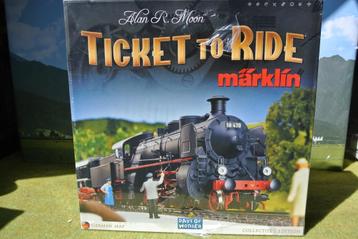 Alan R. Moon
TICKET TO RIDE
märklin
DAYS OF WONDER
GERMAN MAP
COLLECTOR'S EDITION